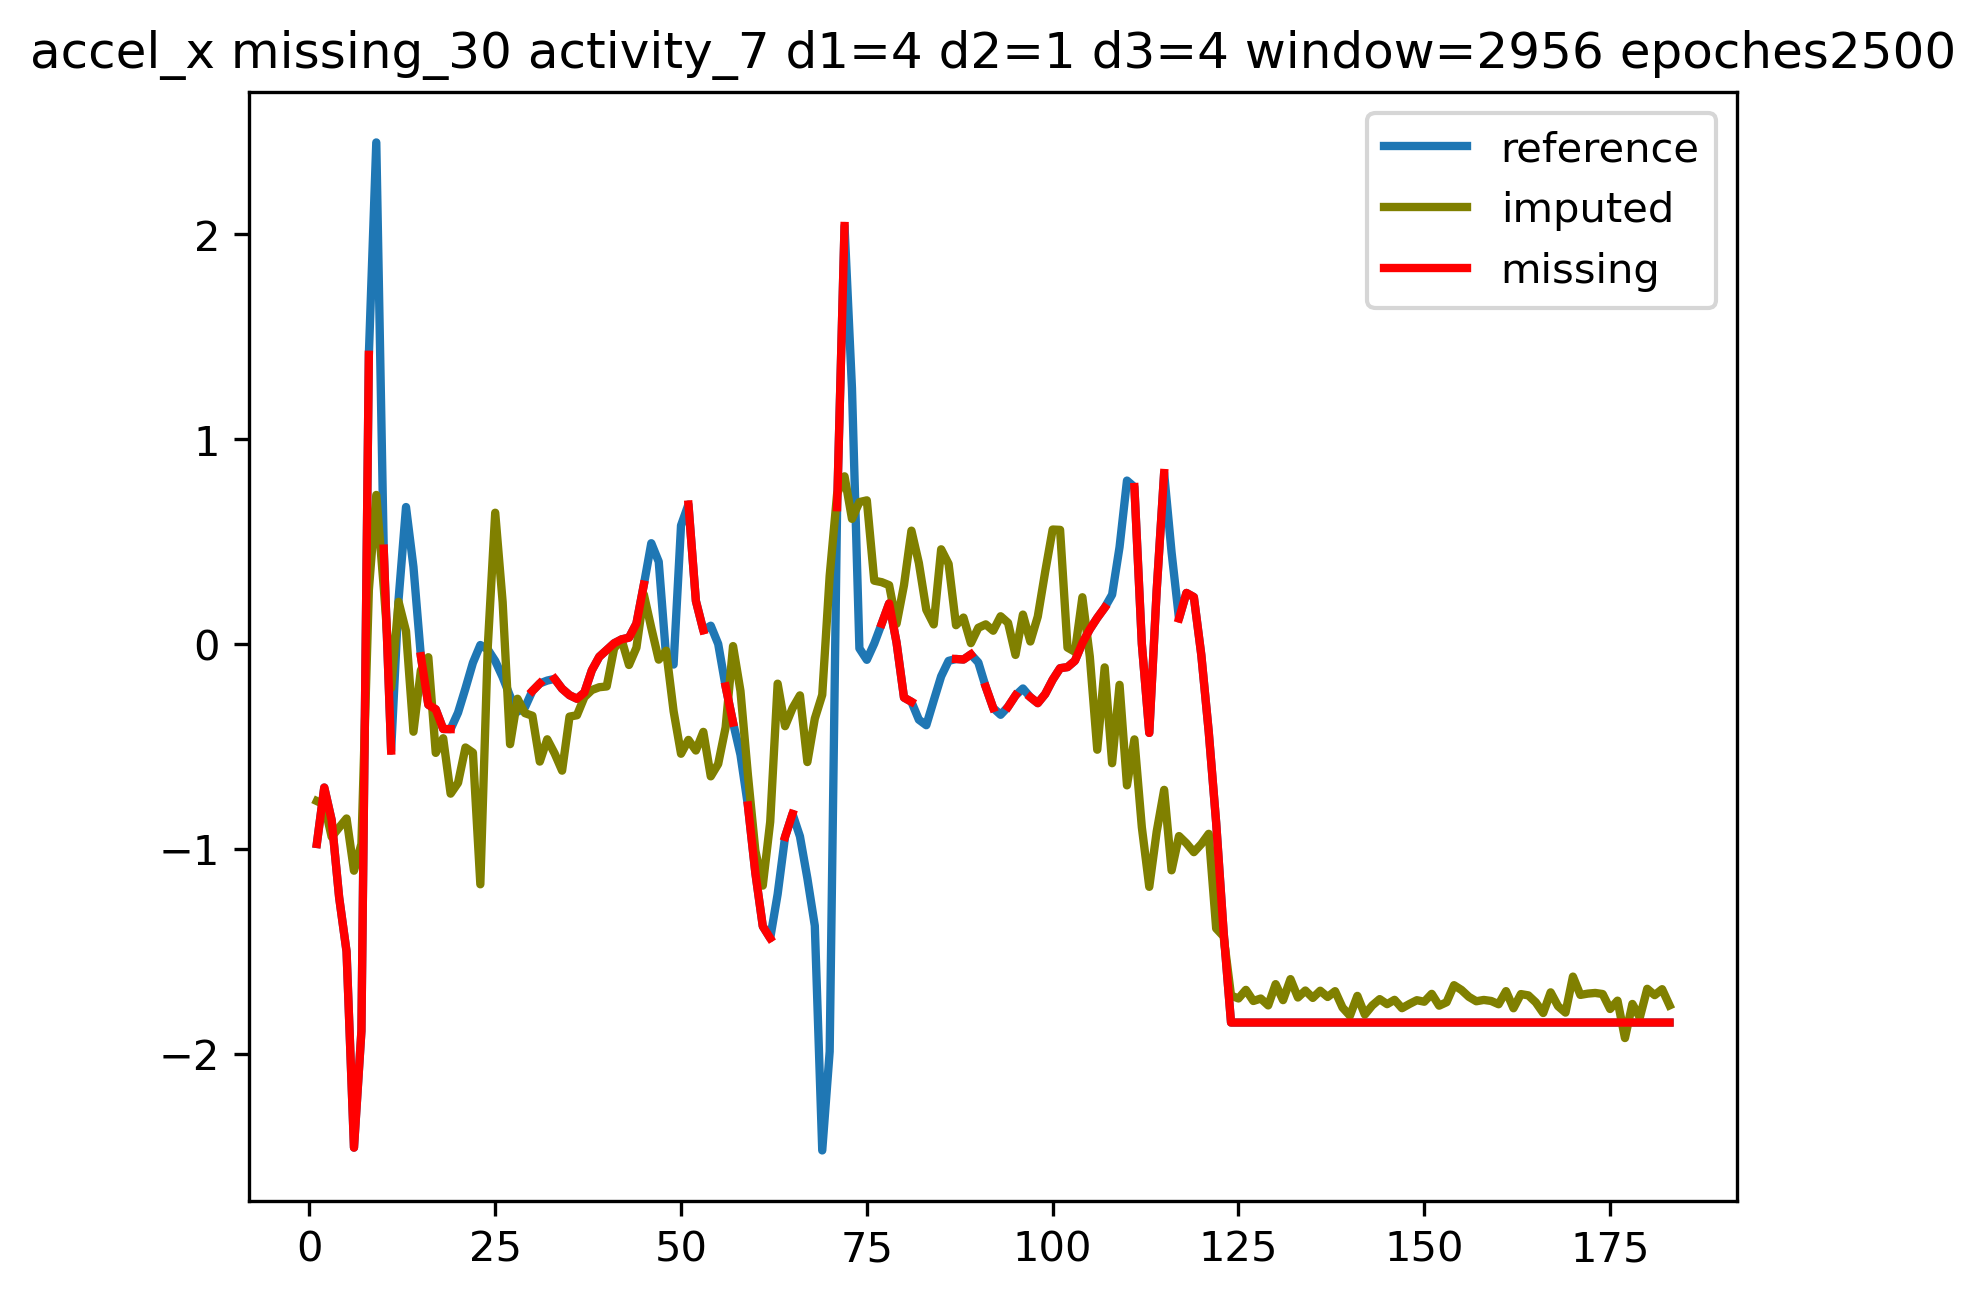 accel_x missing_30 activity_7 d1=4 d2=1 d3=4 window=2956 epoches2500
reference
imputed
missing
2
1
0
−1
−2
0 25 50 75 100 125 150 175